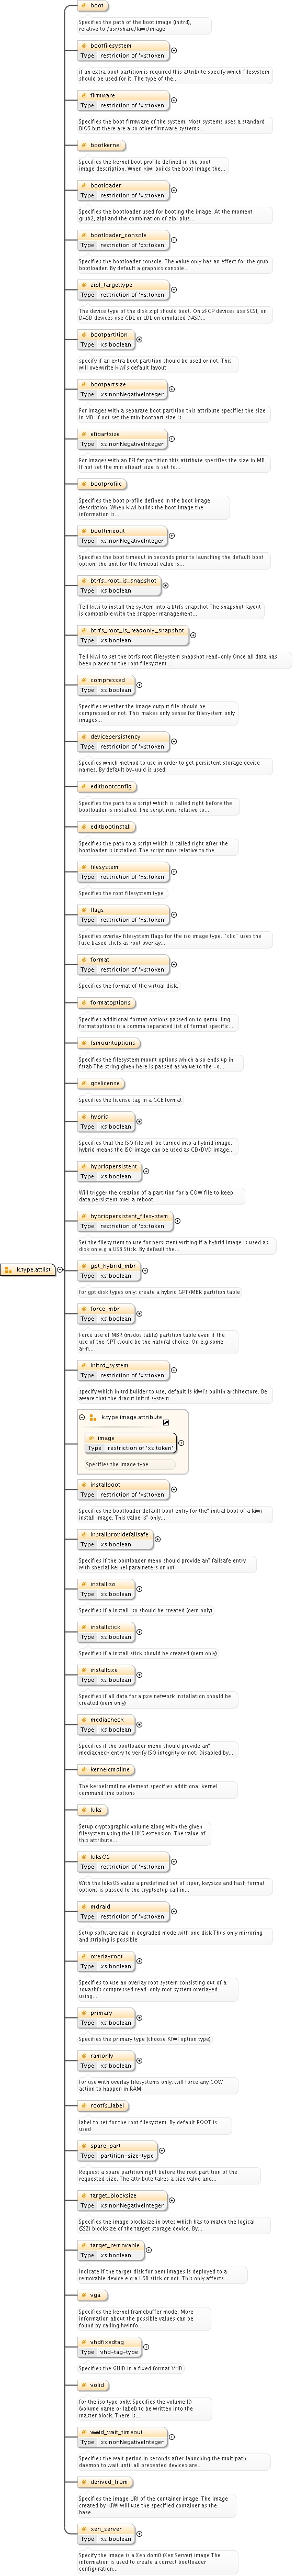 boot
Specifies the path of the boot image (initrd),
relative to /usr/share/kiwi/image
bootfilesystem
Type restriction of 'xs:token'
If an extra boot partition is required this attribute specify which filesystem
should be used for it. The type of the...
firmware
Type restriction of 'xs:token'
Specifies the boot firmware of the system. Most systems uses a standard
BIOS but there are also other firmware systems...
bootkernel
Specifies the kernel boot profile defined in the boot
image description. When kiwi builds the boot image the...
bootloader
Type restriction of 'xs:token'
Specifies the bootloader used for booting the image. At the moment
grub2, zipl and the combination of zipl plus...
bootloader_console
Type restriction of 'xs:token'
Specifies the bootloader console. The value only has an effect for the grub
bootloader. By default a graphics console...
zipl_targettype
Type restriction of 'xs:token'
The device type of the disk zipl should boot. On zFCP devices use SCSI, on
DASD devices use CDL or LDL on emulated DASD...
bootpartition
Type xs:boolean
specify if an extra boot partition should be used or not. This
will overwrite kiwi's default layout
bootpartsize
Type xs:nonNegativeInteger
For images with a separate boot partition this attribute specifies the size
in MB. If not set the min bootpart size is...
efipartsize
Type xs:nonNegativeInteger
For images with an EFI fat partition this attribute specifies the size in MB.
If not set the min efipart size is set to...
bootprofile
Specifies the boot profile defined in the boot image
description. When kiwi builds the boot image the
information is...
boottimeout
Type xs:nonNegativeInteger
Specifies the boot timeout in seconds prior to launching the default boot
option. the unit for the timeout value is...
btrfs_root_is_snapshot
Type xs:boolean
Tell kiwi to install the system into a btrfs snapshot The snapshot layout
is compatible with the snapper management...
btrfs_root_is_readonly_snapshot
Type xs:boolean
Tell kiwi to set the btrfs root filesystem snapshot read-only Once all data has
been placed to the root filesystem...
compressed
Type xs:boolean
Specifies whether the image output file should be
compressed or not. This makes only sense for filesystem only
images...
devicepersistency
Type restriction of 'xs:token'
Specifies which method to use in order to get persistent storage device
names. By default by-uuid is used.
editbootconfig
Specifies the path to a script which is called right before the
bootloader is installed. The script runs relative to...
editbootinstall
Specifies the path to a script which is called right after the
bootloader is installed. The script runs relative to the...
filesystem
Type restriction of 'xs:token'
Specifies the root filesystem type
flags
Type restriction of 'xs:token'
Specifies overlay filesystem flags for the iso image type. `clic` uses the
fuse based clicfs as root overlay...
format
Type restriction of 'xs:token'
Specifies the format of the virtual disk.
formatoptions
Specifies additional format options passed on to qemu-img
formatoptions is a comma separated list of format specific...
fsmountoptions
Specifies the filesystem mount options which also ends up in
fstab The string given here is passed as value to the -o...
gcelicense
Specifies the license tag in a GCE format
hybrid
Type xs:boolean
Specifies that the ISO file will be turned into a hybrid image.
hybrid means the ISO image can be used as CD/DVD image...
hybridpersistent
Type xs:boolean
Will trigger the creation of a partition for a COW file to keep
data persistent over a reboot
hybridpersistent_filesystem
Type restriction of 'xs:token'
Set the filesystem to use for persistent writing if a hybrid image is used as
disk on e.g a USB Stick. By default the...
k.type.attlist
gpt_hybrid_mbr
Type xs:boolean
for gpt disk types only: create a hybrid GPT/MBR partition table
force_mbr
Type xs:boolean
Force use of MBR (msdos table) partition table even if the
use of the GPT would be the natural choice. On e.g some
arm...
initrd_system
Type restriction of 'xs:token'
specify which initrd builder to use, default is kiwi's builtin architecture. Be
aware that the dracut initrd system...
k.type.image.attribute
image
Type restriction of 'xs:token'
Specifies the image type
installboot
Type restriction of 'xs:token'
Specifies the bootloader default boot entry for the" initial boot of a kiwi
install image. This value is" only...
installprovidefailsafe
Type xs:boolean
Specifies if the bootloader menu should provide an" failsafe entry
with special kernel parameters or not"
installiso
Type xs:boolean
Specifies if a install iso should be created (oem only)
installstick
Type xs:boolean
Specifies if a install stick should be created (oem only)
installpxe
Type xs:boolean
Specifies if all data for a pxe network installation should be
created (oem only)
mediacheck
Type xs:boolean
Specifies if the bootloader menu should provide an"
mediacheck entry to verify ISO integrity or not. Disabled by...
kernelcmdline
The kernelcmdline element specifies additional kernel
command line options
luks
Setup cryptographic volume along with the given
filesystem using the LUKS extension. The value of
this attribute...
luksOS
Type restriction of 'xs:token'
With the luksOS value a predefined set of ciper, keysize and hash format
options is passed to the cryptsetup call in...
mdraid
Type restriction of 'xs:token'
Setup software raid in degraded mode with one disk Thus only mirroring
and striping is possible
overlayroot
Type xs:boolean
Specifies to use an overlay root system consisting out of a
squashfs compressed read-only root system overlayed
using...
primary
Type xs:boolean
Specifies the primary type (choose KIWI option type)
ramonly
Type xs:boolean
for use with overlay filesystems only: will force any COW
action to happen in RAM
rootfs_label
label to set for the root filesystem. By default ROOT is
used
spare_part
Type partition-size-type
Request a spare partition right before the root partition of the
requested size. The attribute takes a size value and...
target_blocksize
Type xs:nonNegativeInteger
Specifies the image blocksize in bytes which has to match the logical
(SSZ) blocksize of the target storage device. By...
target_removable
Type xs:boolean
Indicate if the target disk for oem images is deployed to a
removable device e.g a USB stick or not. This only affects...
vga
Specifies the kernel framebuffer mode. More
information about the possible values can be
found by calling hwinfo...
vhdfixedtag
Type vhd-tag-type
Specifies the GUID in a fixed format VHD
volid
for the iso type only: Specifies the volume ID
(volume name or label) to be written into the
master block. There is...
wwid_wait_timeout
Type xs:nonNegativeInteger
Specifies the wait period in seconds after launching the multipath
daemon to wait until all presented devices are...
derived_from
Specifies the image URI of the container image. The image
created by KIWI will use the specified container as the
base...
xen_server
Type xs:boolean
Specify the image is a Xen dom0 (Xen Server) image The
information is used to create a correct bootloader
configuration...